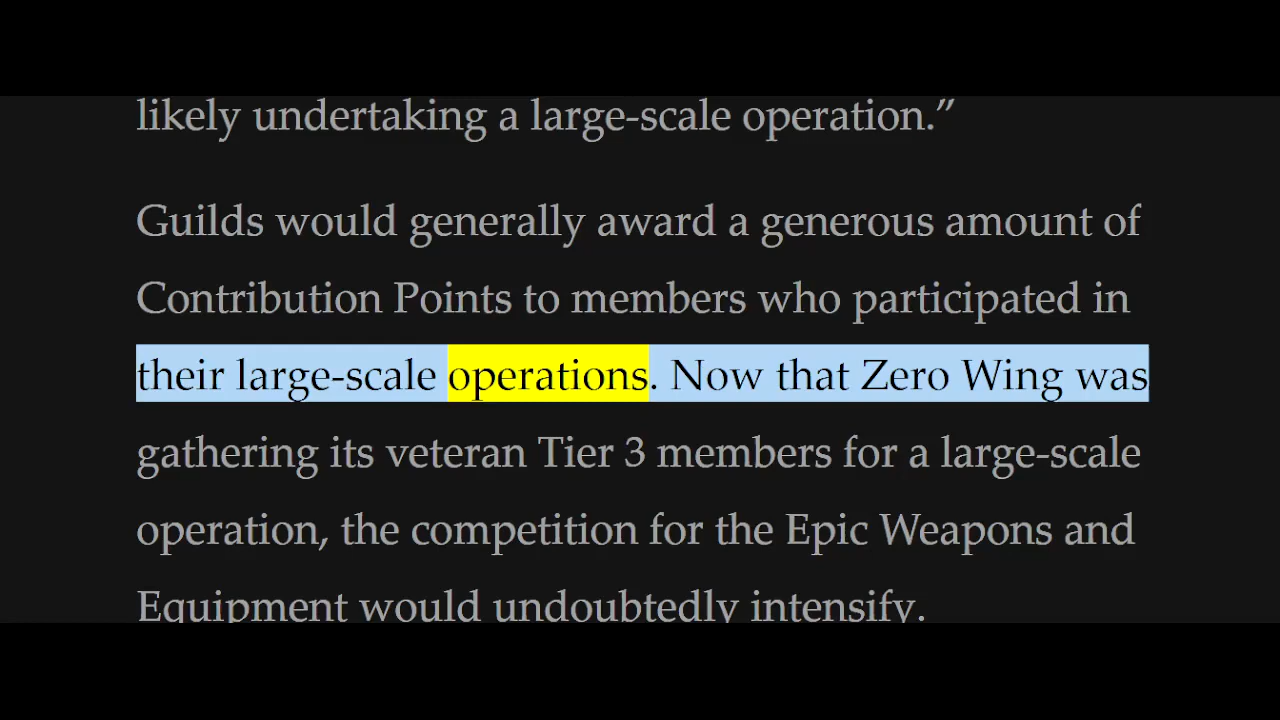 likely undertaking a large-scale operation.”
Guilds would generally award a generous amount of
Contribution Points to members who participated in
their large-scale operations. Now that Zero Wing was
gathering its veteran Tier 3 members for a large-scale
operation, the competition for the Epic Weapons and
Equipment would undoubtedly intensify.